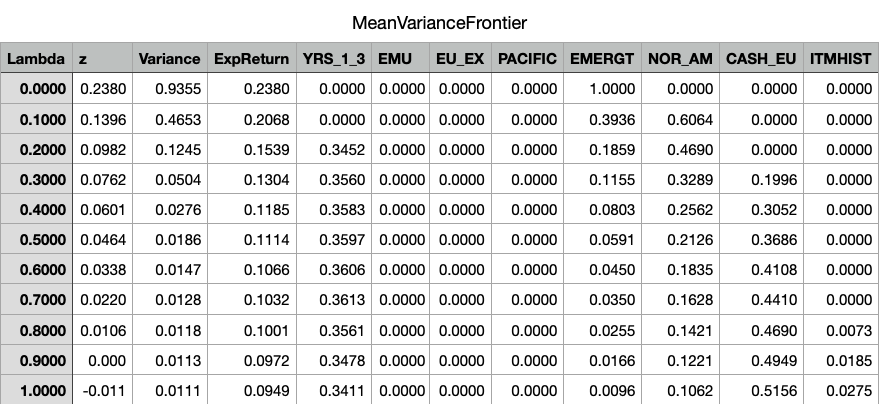 MeanVarianceFrontier
Lambda z Variance ExpReturn YRS_1_3 EMU EU_EX PACIFIC EMERGT NOR_AM CASH_EU ITMHIST
0.0000 0.2380 0.9355 0.2380 0.0000 0.0000 0.0000 0.0000 1.0000 0.0000 0.0000 0.0000
0.1000 0.1396 0.4653 0.2068 0.0000 0.0000 0.0000 0.0000 0.3936 0.6064 0.0000 0.0000
0.2000 0.0982 0.1245 0.1539 0.3452 0.0000 0.0000 0.0000 0.1859 0.4690 0.0000 0.0000
0.3000 0.0762 0.0504 0.1304 0.3560 0.0000 0.0000 0.0000 0.1155 0.3289 0.1996 0.0000
0.4000 0.0601 0.0276 0.1185 0.3583 0.0000 0.0000 0.0000 0.0803 0.2562 0.3052 0.0000
0.5000 0.0464 0.0186 0.1114 0.3597 0.0000 0.0000 0.0000 0.0591 0.2126 0.3686 0.0000
0.6000 0.0338 0.0147 0.1066 0.3606 0.0000 0.0000 0.0000 0.0450 0.1835 0.4108 0.0000
0.7000 0.0220 0.0128 0.1032 0.3613 0.0000 0.0000 0.0000 0.0350 0.1628 0.4410 0.0000
0.8000 0.0106 0.0118 0.1001 0.3561 0.0000 0.0000 0.0000 0.0255 0.1421 0.4690 0.0073
0.9000 0.000 0.0113 0.0972 0.3478 0.0000 0.0000 0.0000 0.0166 0.1221 0.4949 0.0185
1.0000 -0.011 0.0111 0.0949 0.3411 0.0000 0.0000 0.0000 0.0096 0.1062 0.5156 0.0275